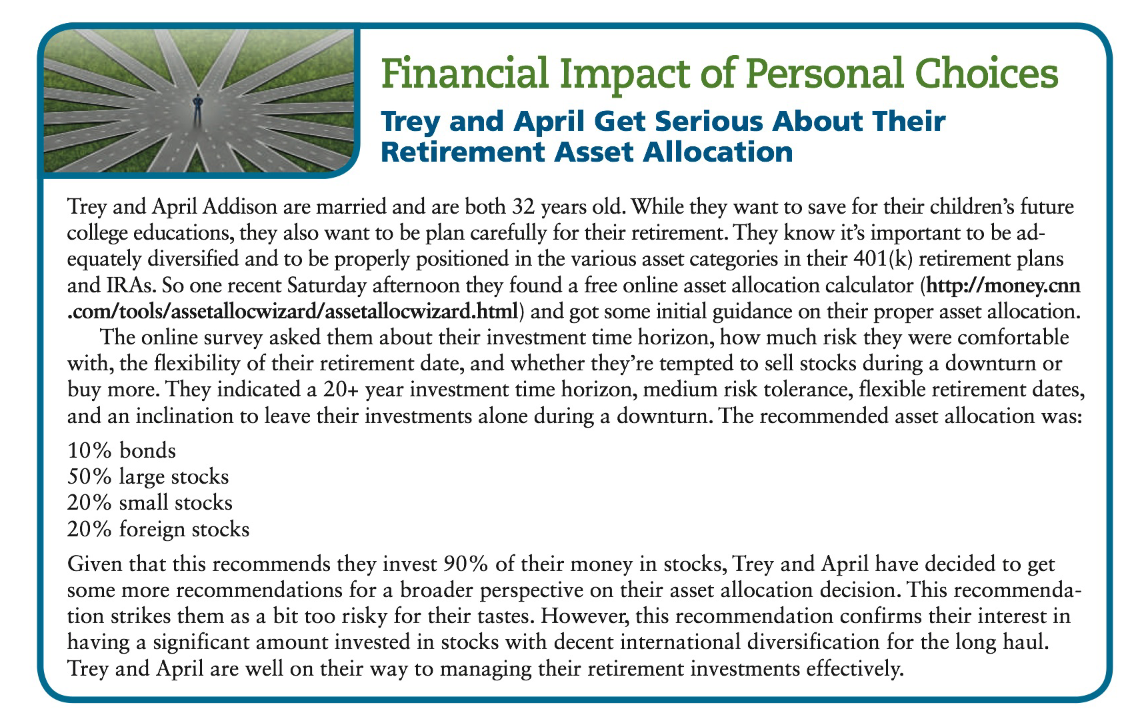 Financial Impact of Personal Choices
Trey and April Get Serious About Their
Retirement Asset Allocation
Trey and April Addison are married and are both 32 years old. While they want to save for their children’s future
college educations, they also want to be plan carefully for their retirement. They know it’s important to be ad-
equately diversified and to be properly positioned in the various asset categories in their 401(k) retirement plans
and IRAs. So one recent Saturday afternoon they found a free online asset allocation calculator (http://money.cnn
.com/tools/assetallocwizard/assetallocwizard.html) and got some initial guidance on their proper asset allocation.
The online survey asked them about their investment time horizon, how much risk they were comfortable
with, the flexibility of their retirement date, and whether they’re tempted to sell stocks during a downturn or
buy more. They indicated a 20+ year investment time horizon, medium risk tolerance, flexible retirement dates,
and an inclination to leave their investments alone during a downturn. The recommended asset allocation was:
10% bonds
50% large stocks
20% small stocks
20% foreign stocks
Given that this recommends they invest 90% of their money in stocks, Trey and April have decided to get
some more recommendations for a broader perspective on their asset allocation decision. This recommenda-
tion strikes them as a bit too risky for their tastes. However, this recommendation confirms their interest in
having a significant amount invested in stocks with decent international diversification for the long haul.
Trey and April are well on their way to managing their retirement investments effectively.